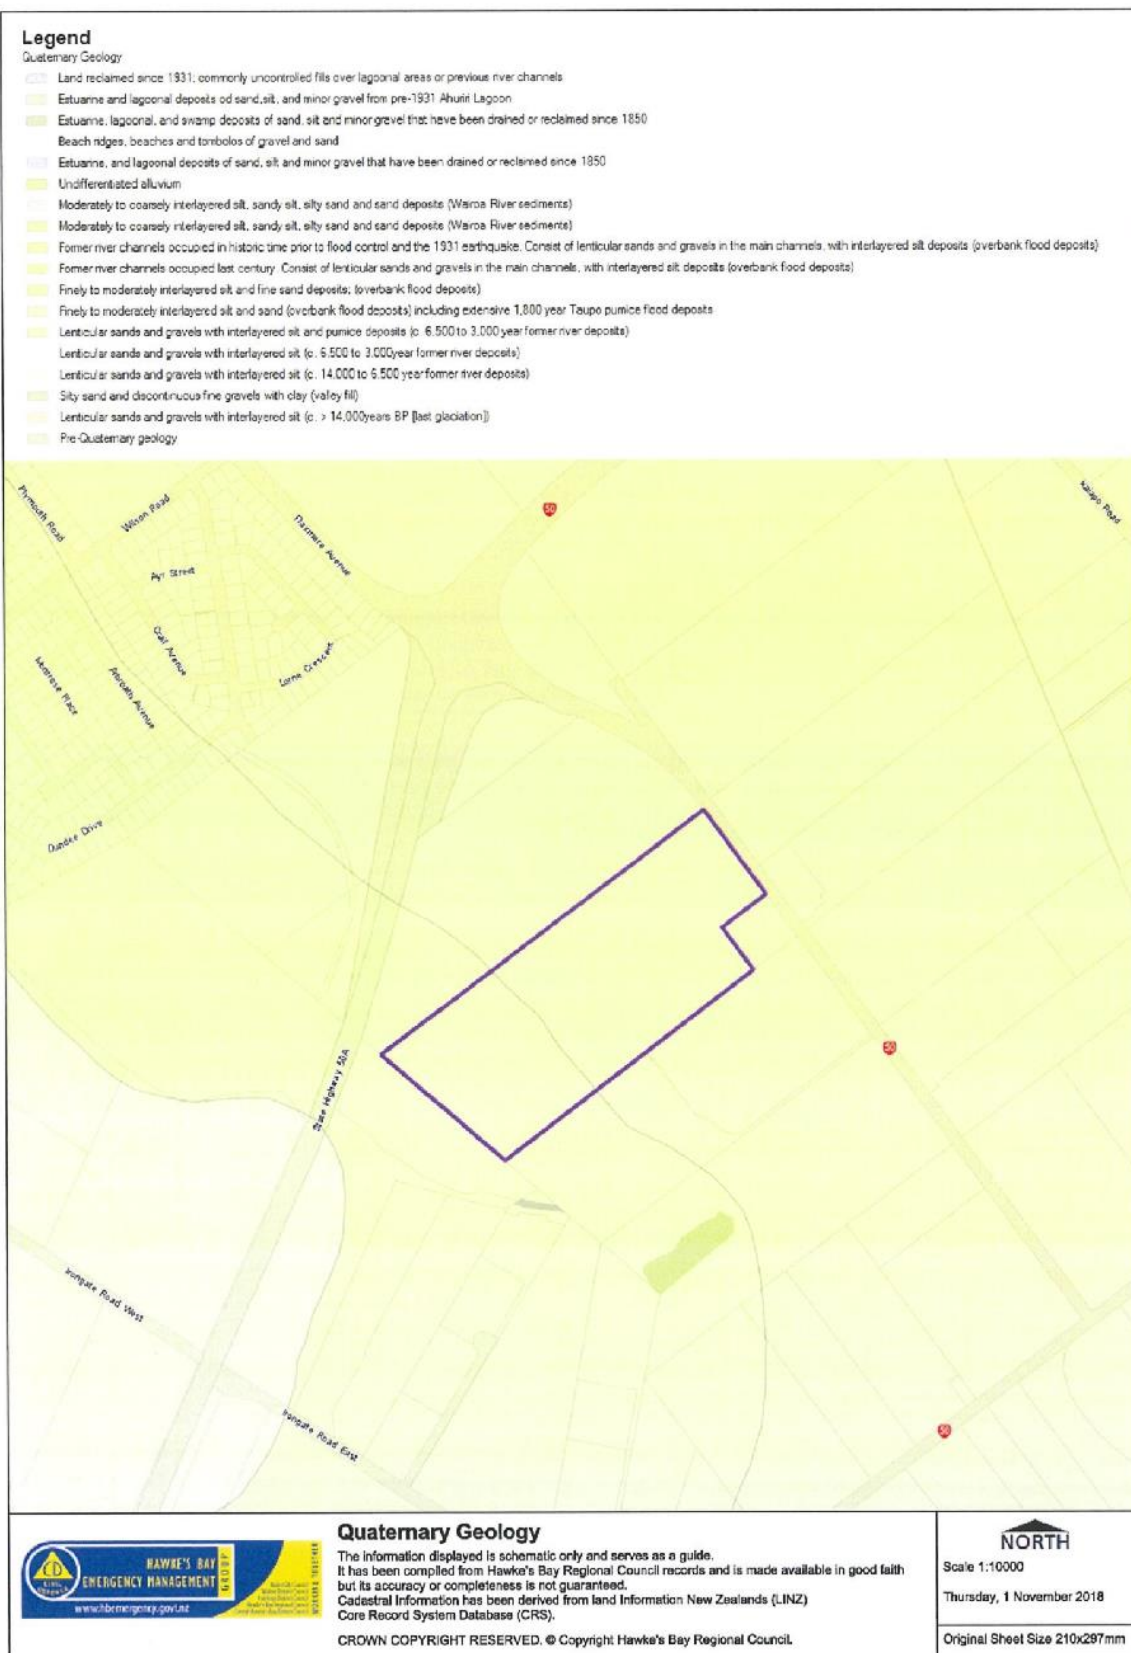 Legend
Quaternary Geology
Land reclaimed since 1931; commonly uncontrolled fills over lagoonal areas or previous river channels
Estuarine and lagoonal deposits od sand,silt, and minor gravel from pre-1931 Ahuriri Lagoon
Estuarine, lagoonal, and swamp deposits of sand, silt and minor gravel that have been drained or reclaimed since 1850
Beach ridges, beaches and tombolos of gravel and sand
Estuarine, and lagoonal deposits of sand, silt and minor gravel that have been drained or reclaimed since 1850
Undifferentiated alluvium
Moderately to coarsely interlayered silt, sandy silt, silty sand and sand deposits (Wairoa River sediments)
Moderately to coarsely interlayered silt, sandy silt, silty sand and sand deposits (Wairoa River sediments)
Former river channels occupied in historic time prior to flood control and the 1931 earthquake. Consist of lenticular sands and gravels in the main channels, with interlayered silt deposits (overbank flood deposits)
Former river channels occupied last century. Consist of lenticular sands and gravels in the main channels, with interlayered silt deposits (overbank flood deposits)
Finely to moderately interlayered silt and fine sand deposits; (overbank flood deposits)
Finely to moderately interlayered silt and sand (overbank flood deposits) including extensive 1,800 year Taupo pumice flood deposits
Lenticular sands and gravels with interlayered silt and pumice deposits (c. 6,500 to 3,000 year former river deposits)
Lenticular sands and gravels with interlayered silt (c. 6,500 to 3,000year former river deposits)
Lenticular sands and gravels with interlayered silt (c. 14,000 to 6,500 year former river deposits)
Silty sand and discontinuous fine gravels with clay (valley fill)
Lenticular sands and gravels with interlayered silt (c. > 14,000years BP [last glaciation])
Pre-Quaternary geology
Plymouth Road
Wilson Road
Flaxmere Avenue
50
Kaiapo Road
Ayr Street
Crail Avenue
Lorne Crescent
Montrose Place
Arbroath Avenue
Dundee Drive
State Highway 50A
50
Irongate Road West
Irongate Road East
50
CD
CIVIL DEFENCE
HAWKE'S BAY
EMERGENCY MANAGEMENT
GROUP
www.hbemergency.govt.nz
WORKING TOGETHER
Quaternary Geology
The information displayed is schematic only and serves as a guide.
It has been compiled from Hawke's Bay Regional Council records and is made available in good faith
but its accuracy or completeness is not guaranteed.
Cadastral Information has been derived from land Information New Zealands (LINZ)
Core Record System Database (CRS).
CROWN COPYRIGHT RESERVED. © Copyright Hawke's Bay Regional Council.
NORTH
Scale 1:10000
Thursday, 1 November 2018
Original Sheet Size 210x297mm